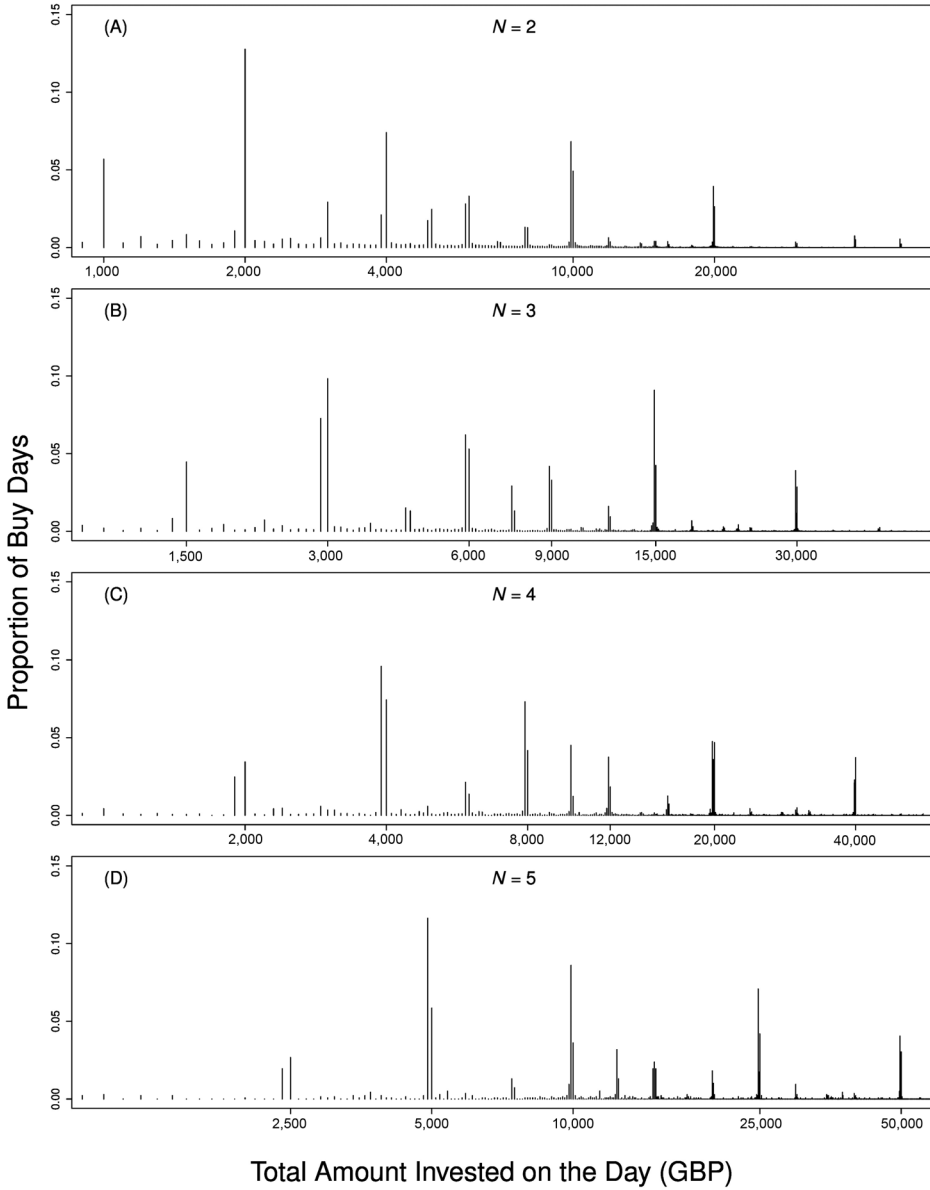 (A) N = 2
0.15
0.10
0.05
0.00
1,000 2,000 4,000 10,000 20,000
(B) N = 3
0.15
0.10
0.05
0.00
1,500 3,000 6,000 9,000 15,000 30,000
Proportion of Buy Days
(C) N = 4
0.15
0.10
0.05
0.00
2,000 4,000 8,000 12,000 20,000 40,000
(D) N = 5
0.15
0.10
0.05
0.00
2,500 5,000 10,000 25,000 50,000
Total Amount Invested on the Day (GBP)